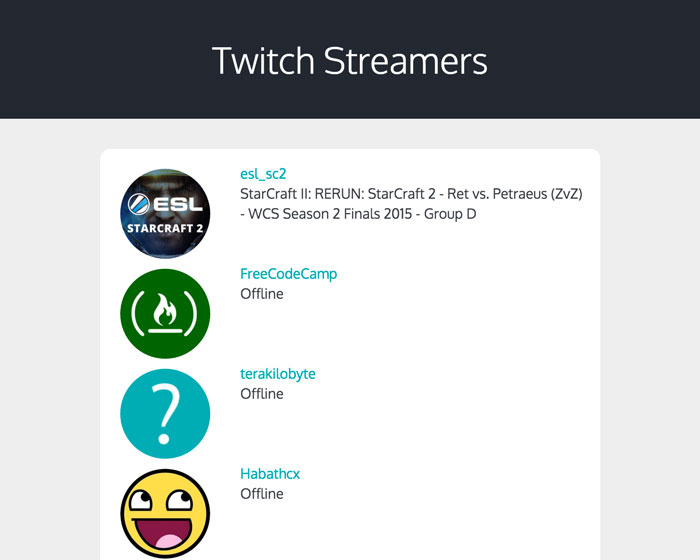 Twitch Streamers
ESL
STARCRAFT 2
esl_sc2
StarCraft II: RERUN: StarCraft 2 - Ret vs. Petraeus (ZvZ)
- WCS Season 2 Finals 2015 - Group D
FreeCodeCamp
Offline
?
terakilobyte
Offline
Habathcx
Offline